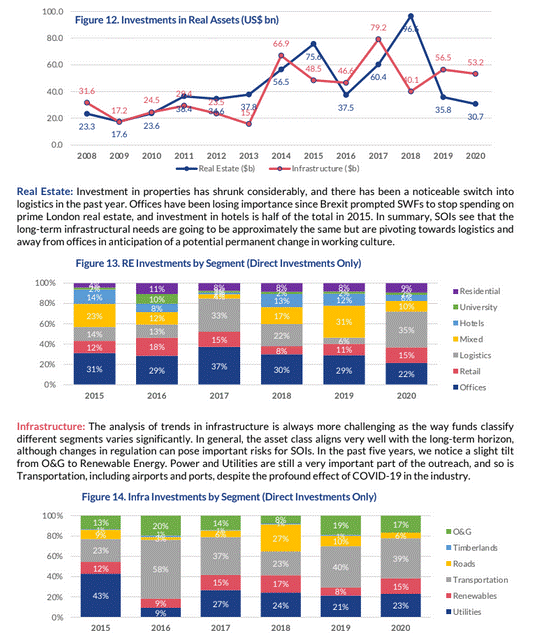 Figure 12. Investments in Real Assets (US$ bn)
100.0
80.0
60.0
40.0
20.0
0.0
31.6
17.2
24.5
66.9
48.5
46.6
79.2
40.1
56.5
53.2
23.3
17.6
23.6
37.8
56.5
75.6
37.5
60.4
96.5
35.8
30.7
2008 2009 2010 2011 2012 2013 2014 2015 2016 2017 2018 2019 2020
Real Estate ($b) Infrastructure ($b)
Real Estate: Investment in properties has shrunk considerably, and there has been a noticeable switch into
logistics in the past year. Offices have been losing importance since Brexit prompted SWFs to stop spending on
prime London real estate, and investment in hotels is half of the total in 2015. In summary, SOIs see that the
long-term infrastructural needs are going to be approximately the same but are pivoting towards logistics and
away from offices in anticipation of a potential permanent change in working culture.
Figure 13. RE Investments by Segment (Direct Investments Only)
100%
80%
60%
40%
20%
0%
14% 23% 14% 12% 31%
11% 10% 8% 12% 13% 18% 29%
8% 33% 15% 37%
8% 13% 17% 22% 8% 30%
8% 12% 31% 6% 11% 29%
9% 10% 35% 15% 22%
2015 2016 2017 2018 2019 2020
Residential
University
Hotels
Mixed
Logistics
Retail
Offices
Infrastructure: The analysis of trends in infrastructure is always more challenging as the way funds classify
different segments varies significantly. In general, the asset class aligns very well with the long-term horizon,
although changes in regulation can pose important risks for SOIs. In the past five years, we notice a slight tilt
from O&G to Renewable Energy. Power and Utilities are still a very important part of the outreach, and so is
Transportation, including airports and ports, despite the profound effect of COVID-19 in the industry.
Figure 14. Infra Investments by Segment (Direct Investments Only)
100%
80%
60%
40%
20%
0%
13% 9% 23% 12% 43%
20% 58% 9% 9%
14% 37% 15% 27%
8% 27% 23% 17% 24%
19% 10% 40% 8% 21%
17% 6% 39% 15% 23%
2015 2016 2017 2018 2019 2020
O&G
Timberlands
Roads
Transportation
Renewables
Utilities